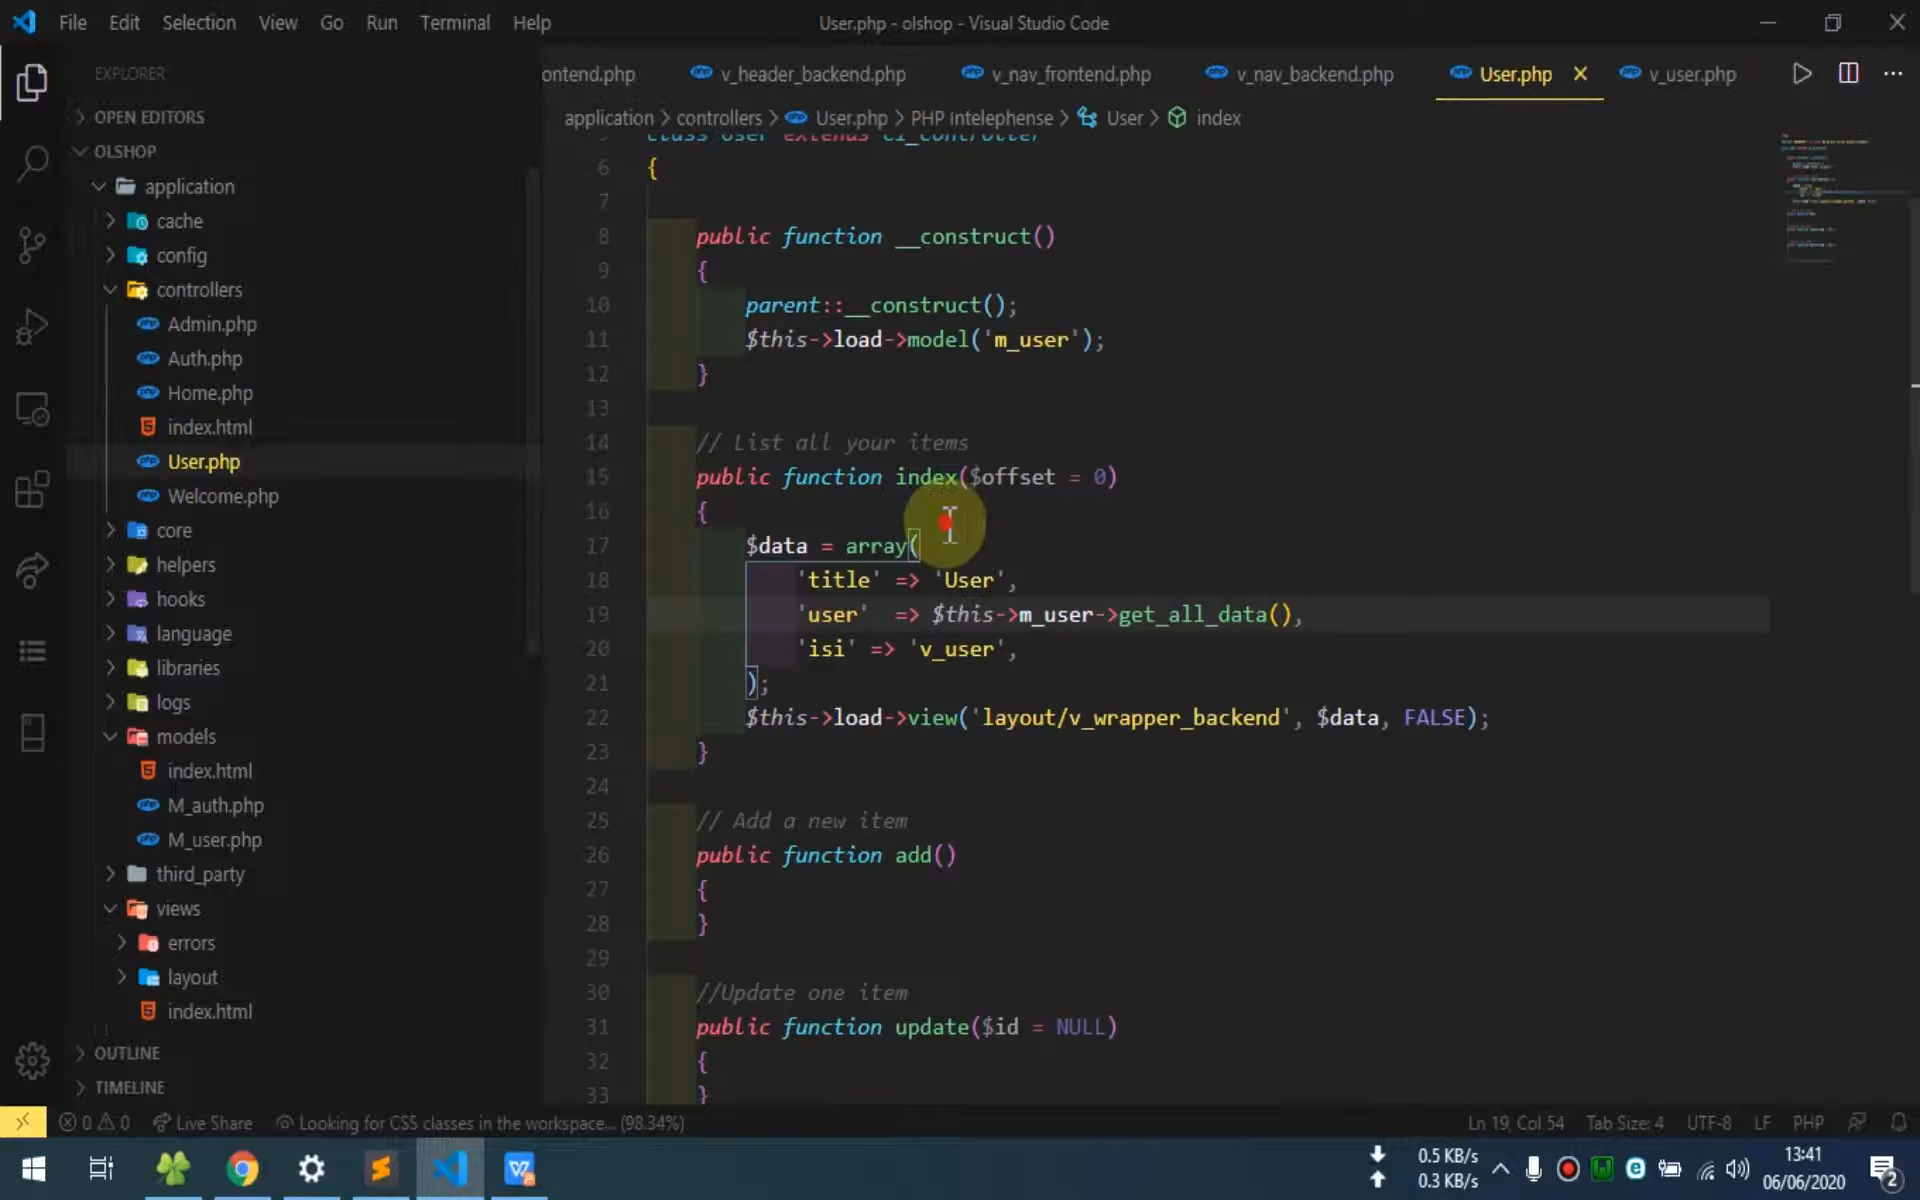 File Edit Selection View Go Run Terminal Help
User.php - olshop - Visual Studio Code
EXPLORER
OPEN EDITORS
OLSHOP
application
cache
config
controllers
Admin.php
Auth.php
Home.php
index.html
User.php
Welcome.php
core
helpers
hooks
language
libraries
logs
models
index.html
M_auth.php
M_user.php
third_party
views
errors
layout
index.html
OUTLINE
TIMELINE
ontend.php v_header_backend.php v_nav_frontend.php v_nav_backend.php User.php v_user.php
application > controllers > User.php > PHP Intelephense > User > index
class User extends CI_Controller
6 {
7
8 public function __construct()
9 {
10 parent::__construct();
11 $this->load->model('m_user');
12 }
13
14 // List all your items
15 public function index($offset = 0)
16 {
17 $data = array(
18 'title' => 'User',
19 'user' => $this->m_user->get_all_data(),
20 'isi' => 'v_user',
21 );
22 $this->load->view('layout/v_wrapper_backend', $data, FALSE);
23 }
24
25 // Add a new item
26 public function add()
27 {
28 }
29
30 //Update one item
31 public function update($id = NULL)
32 {
33 }
0 0 Live Share Looking for CSS classes in the workspace... (98.34%)
Ln 19, Col 54 Tab Size: 4 UTF-8 LF PHP
0.5 KB/s
0.3 KB/s
13:41
06/06/2020
2